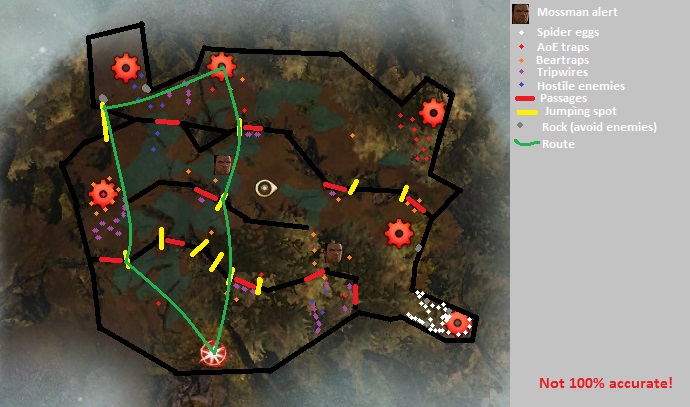 Mossman alert
Spider eggs
AoE traps
Beartraps
Tripwires
Hostile enemies
Passages
Jumping spot
Rock (avoid enemies)
Route
Not 100% accurate!